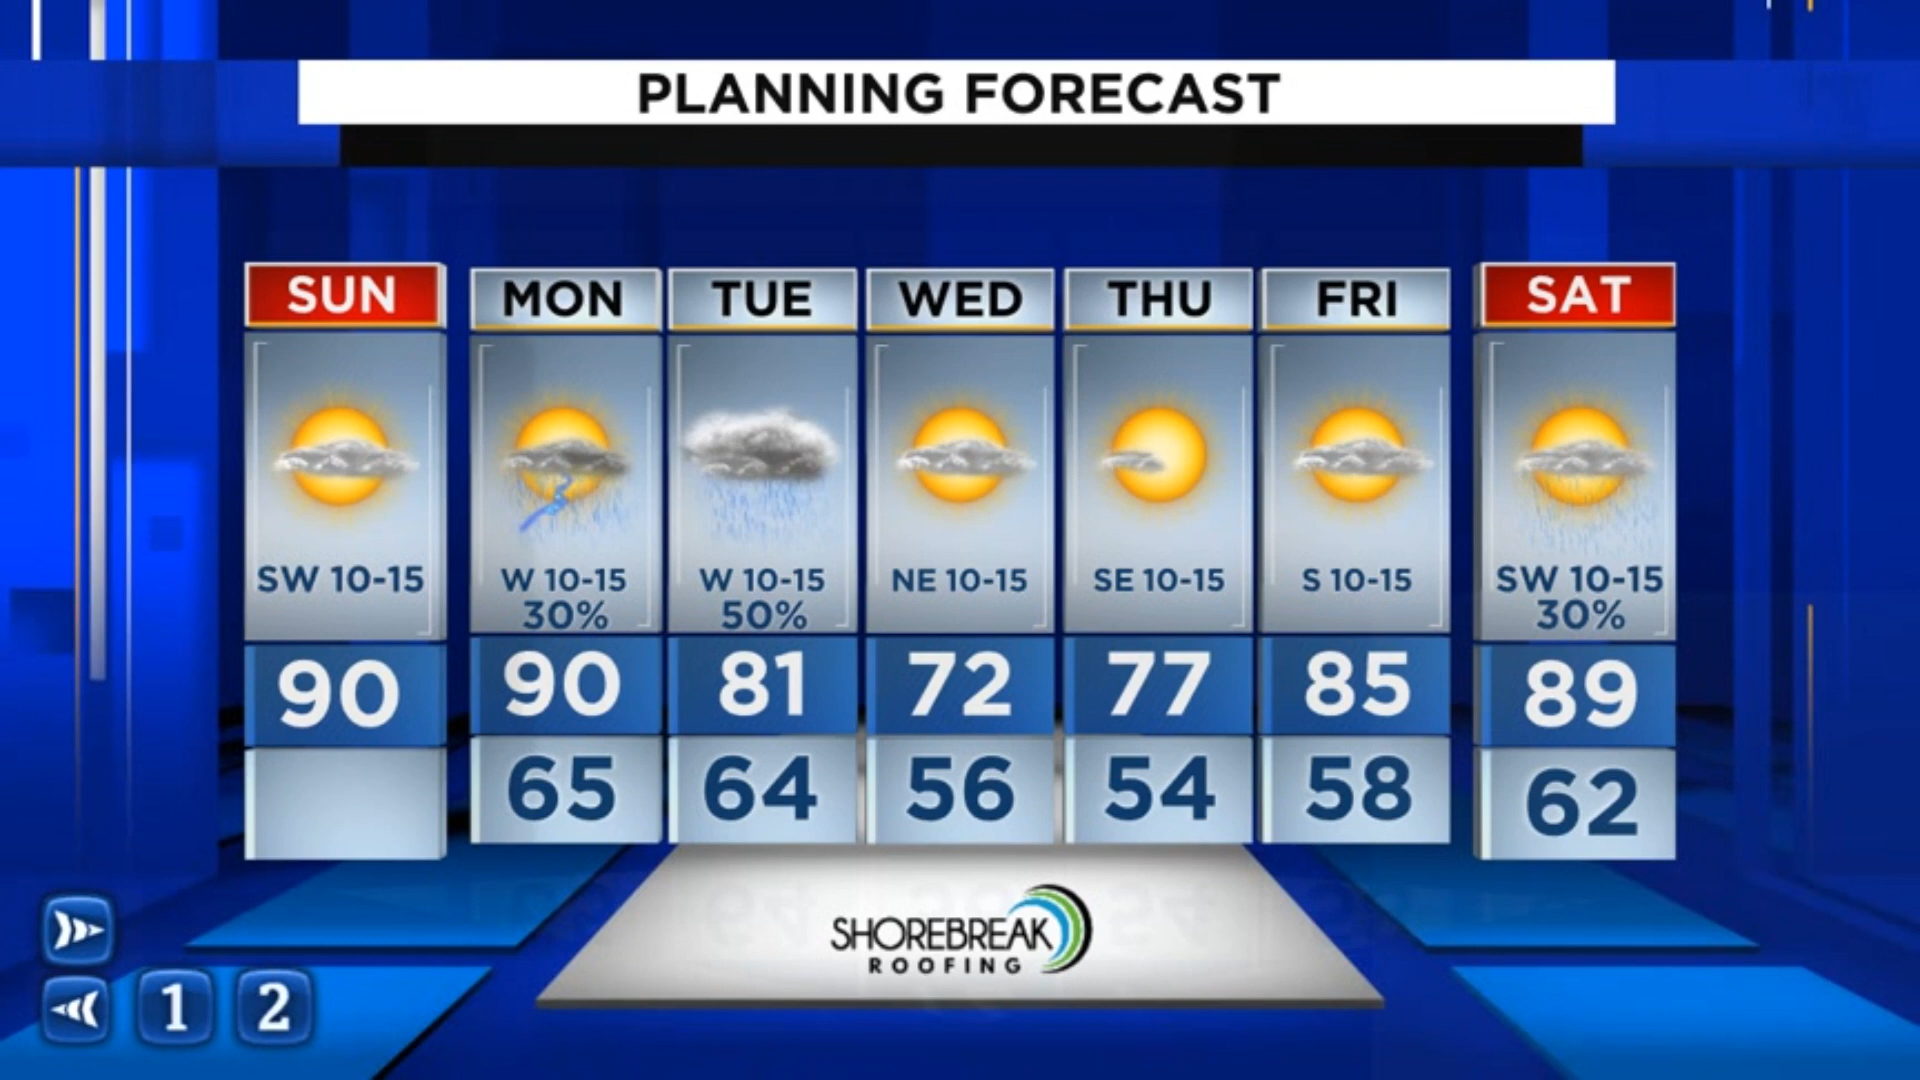 PLANNING FORECAST
SUN MON TUE WED THU FRI SAT
SW 10-15 W 10-15 W 10-15 NE 10-15 SE 10-15 S 10-15 SW 10-15
30% 50% 30%
90 90 81 72 77 85 89
65 64 56 54 58 62
SHOREBREAK
ROOFING
1 2